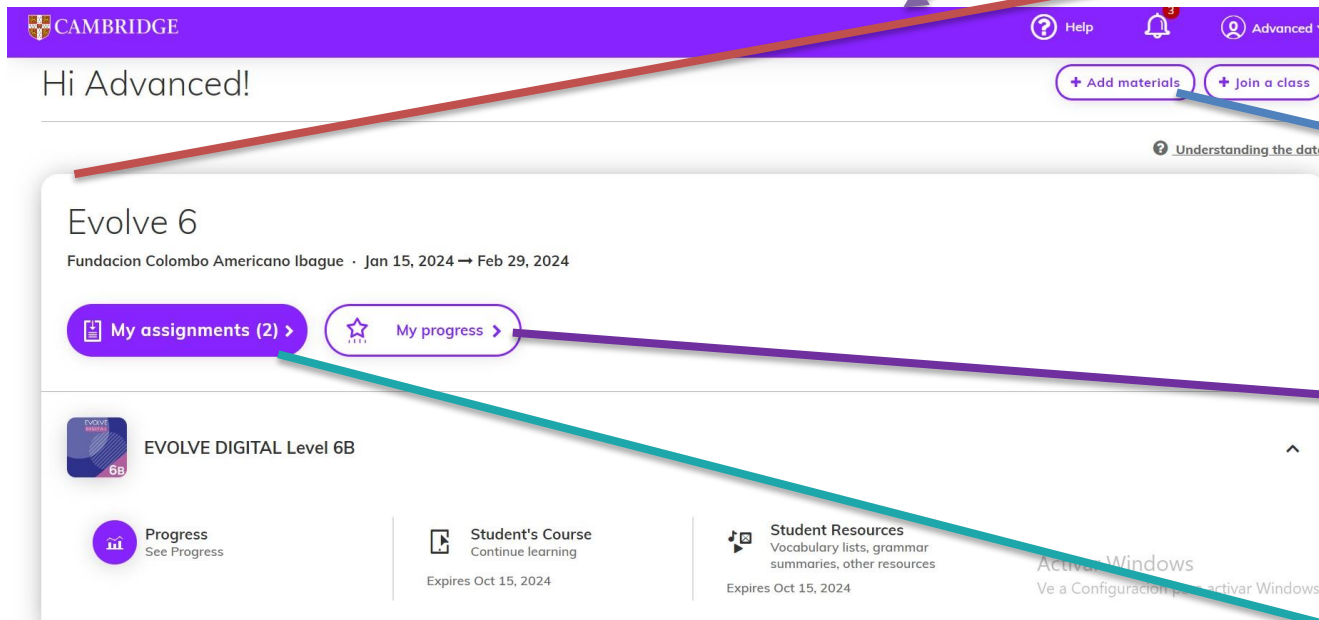 CAMBRIDGE
3
Help
Advanced
Hi Advanced!
+ Add materials
+ Join a class
Understanding the data
Evolve 6
Fundacion Colombo Americano Ibague · Jan 15, 2024 → Feb 29, 2024
My assignments (2) >
My progress >
EVOLVE
DIGITAL
6B
EVOLVE DIGITAL Level 6B
Progress
See Progress
Student's Course
Continue learning
Expires Oct 15, 2024
Student Resources
Vocabulary lists, grammar
summaries, other resources
Expires Oct 15, 2024
Activar Windows
Ve a Configuración para activar Windows